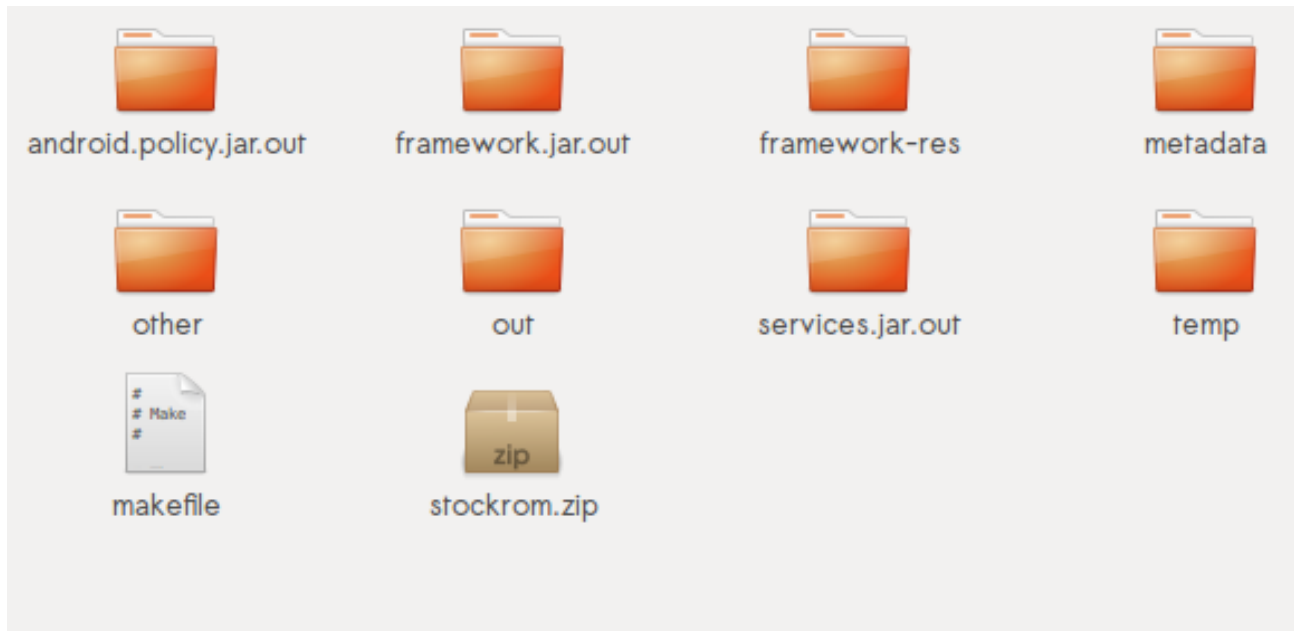 android.policy.jar.out
framework.jar.out
framework-res
metadata
other
out
services.jar.out
temp
#
# Make
#
zip
makefile
stockrom.zip